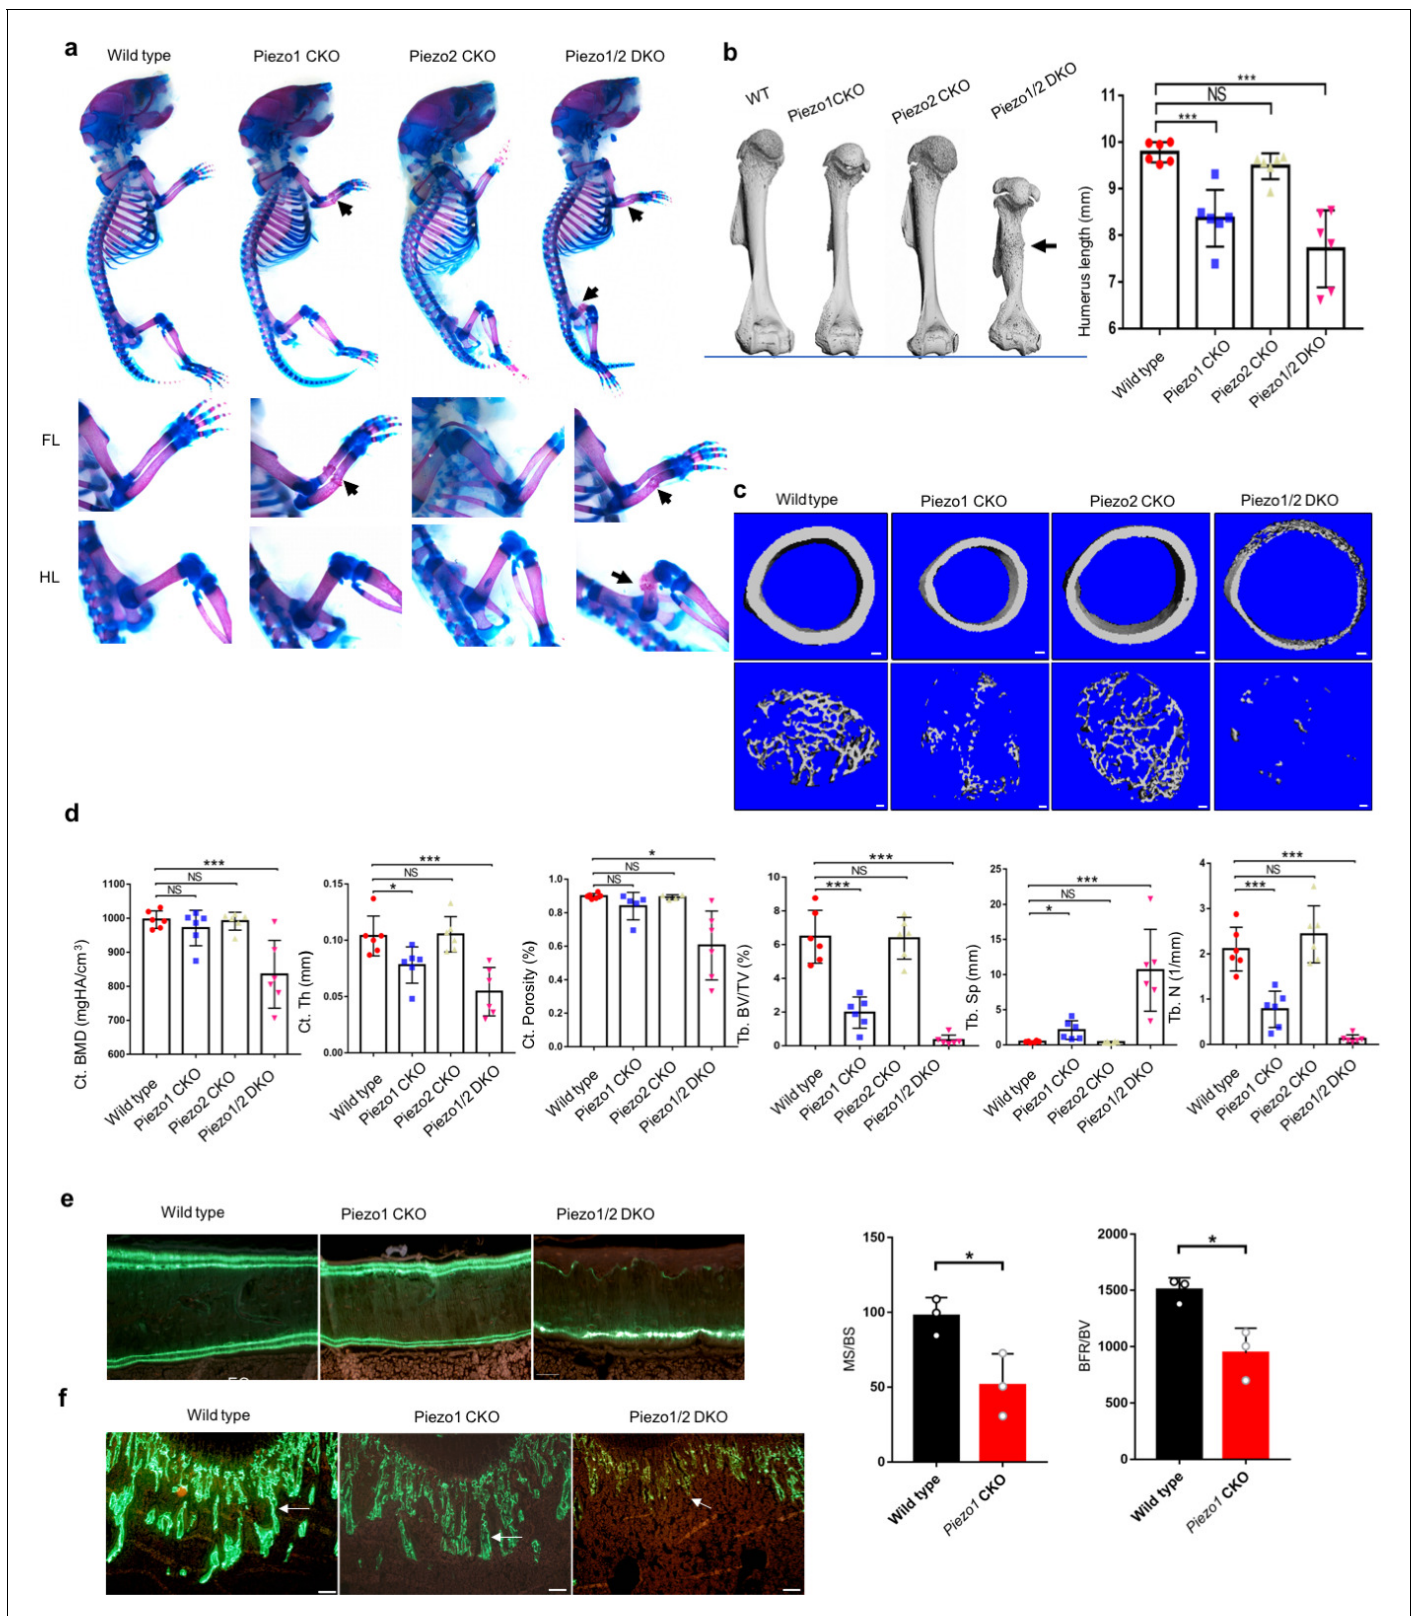 a
Wild type
Piezo1 CKO
Piezo2 CKO
Piezo1/2 DKO
FL
HL
b
WT
Piezo1CKO
Piezo2 CKO
Piezo1/2 DKO
***
NS
***
11
10
9
8
7
6
Humerus length (mm)
Wild type
Piezo1 CKO
Piezo2 CKO
Piezo1/2 DKO
c
Wild type
Piezo1 CKO
Piezo2 CKO
Piezo1/2 DKO
d
***
NS
NS
1100
1000
900
800
700
600
Ct. BMD (mgHA/cm³)
Wild type
Piezo1 CKO
Piezo2 CKO
Piezo1/2 DKO
***
NS
*
0.15
0.10
0.05
0.00
Ct. Th (mm)
Wild type
Piezo1 CKO
Piezo2 CKO
Piezo1/2 DKO
*
NS
NS
1.0
0.8
0.6
0.4
0.2
0.0
Ct. Porosity (%)
Wild type
Piezo1 CKO
Piezo2 CKO
Piezo1/2 DKO
***
NS
***
10
8
6
4
2
0
Tb. BV/TV (%)
Wild type
Piezo1 CKO
Piezo2 CKO
Piezo1/2 DKO
***
NS
*
25
20
15
10
5
0
Tb. Sp (mm)
Wild type
Piezo1 CKO
Piezo2 CKO
Piezo1/2 DKO
***
NS
***
4
3
2
1
0
Tb. N (1/mm)
Wild type
Piezo1 CKO
Piezo2 CKO
Piezo1/2 DKO
e
Wild type
Piezo1 CKO
Piezo1/2 DKO
*
150
100
50
0
MS/BS
Wild type
Piezo1 CKO
*
2000
1500
1000
500
0
BFR/BV
Wild type
Piezo1 CKO
f
Wild type
Piezo1 CKO
Piezo1/2 DKO